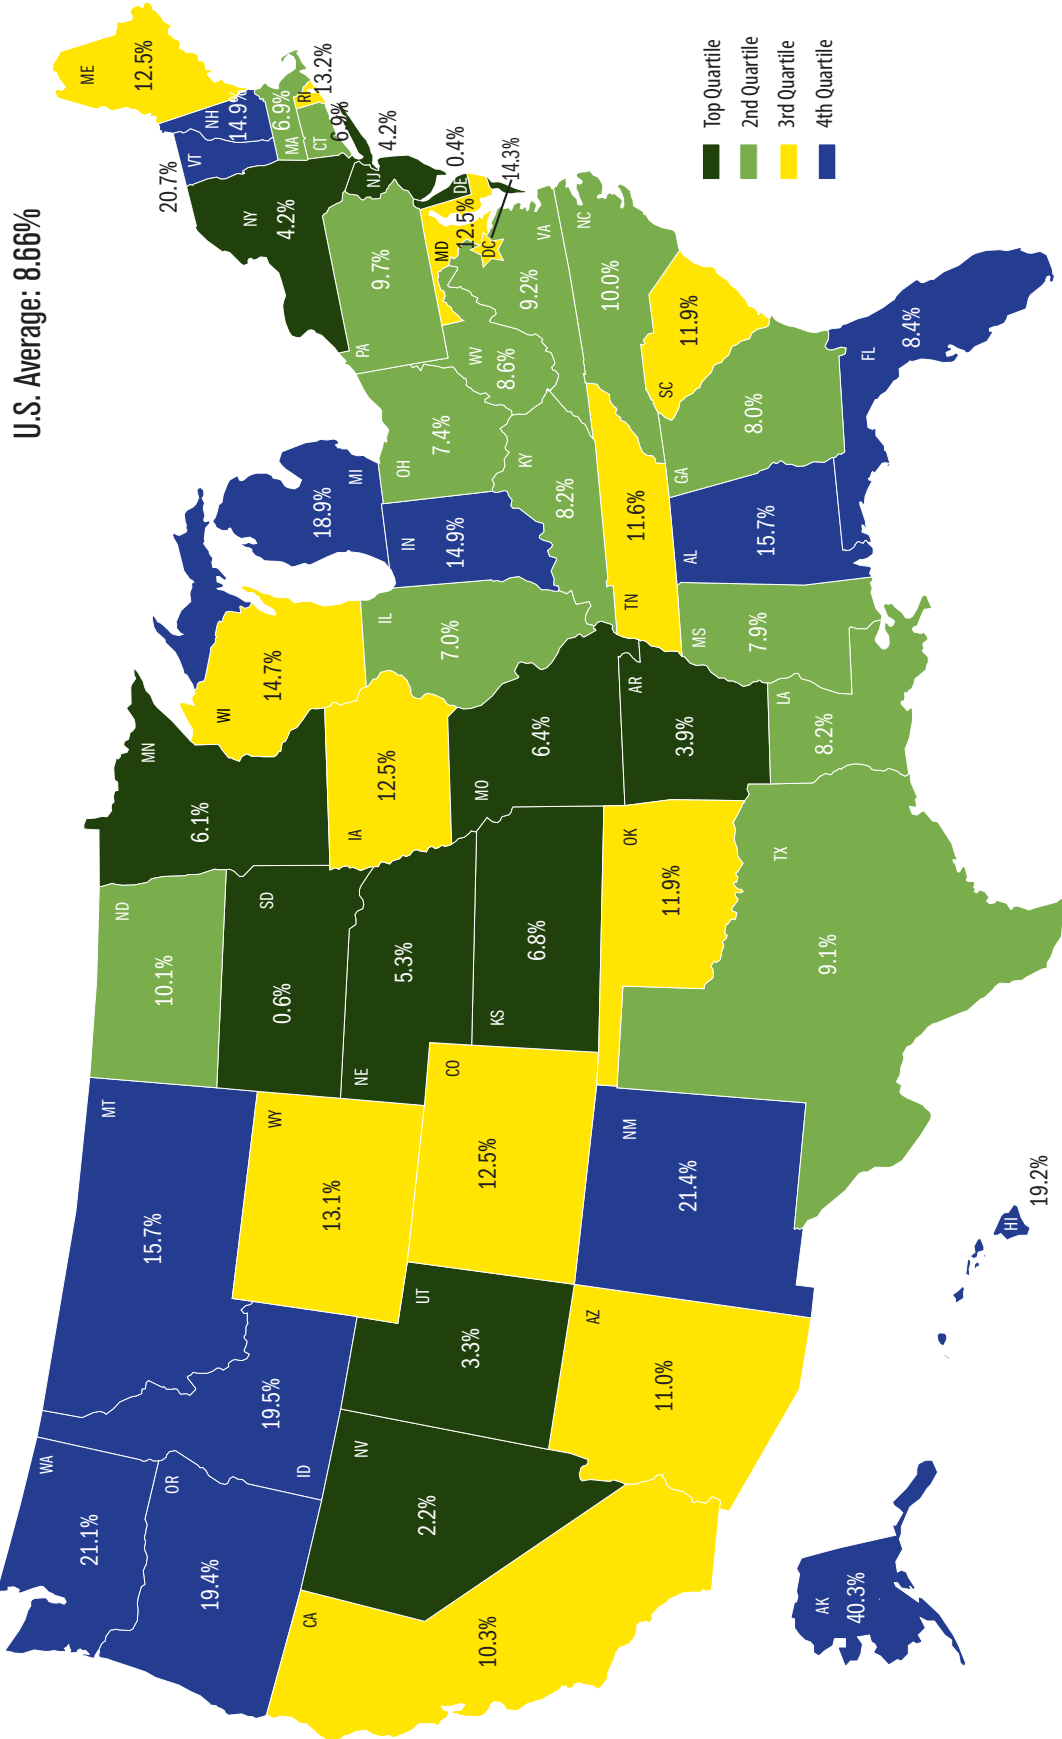 U.S. Average: 8.66%
WA
21.1%
OR
19.4%
CA
10.3%
NV
2.2%
ID
19.5%
MT
15.7%
WY
13.1%
UT
3.3%
AZ
11.0%
CO
12.5%
NM
21.4%
ND
10.1%
SD
0.6%
NE
5.3%
KS
6.8%
OK
11.9%
TX
9.1%
MN
6.1%
IA
12.5%
MO
6.4%
AR
3.9%
LA
8.2%
WI
14.7%
IL
7.0%
MS
7.9%
MI
18.9%
IN
14.9%
OH
7.4%
KY
8.2%
TN
11.6%
AL
15.7%
GA
8.0%
FL
8.4%
SC
11.9%
NC
10.0%
VA
9.2%
WV
8.6%
PA
9.7%
NY
4.2%
VT
20.7%
NH
14.9%
ME
12.5%
MA
6.9%
RI
13.2%
CT
6.9%
NJ
4.2%
DE
0.4%
MD
12.5%
DC
14.3%
AK
40.3%
HI
19.2%
Top Quartile
2nd Quartile
3rd Quartile
4th Quartile